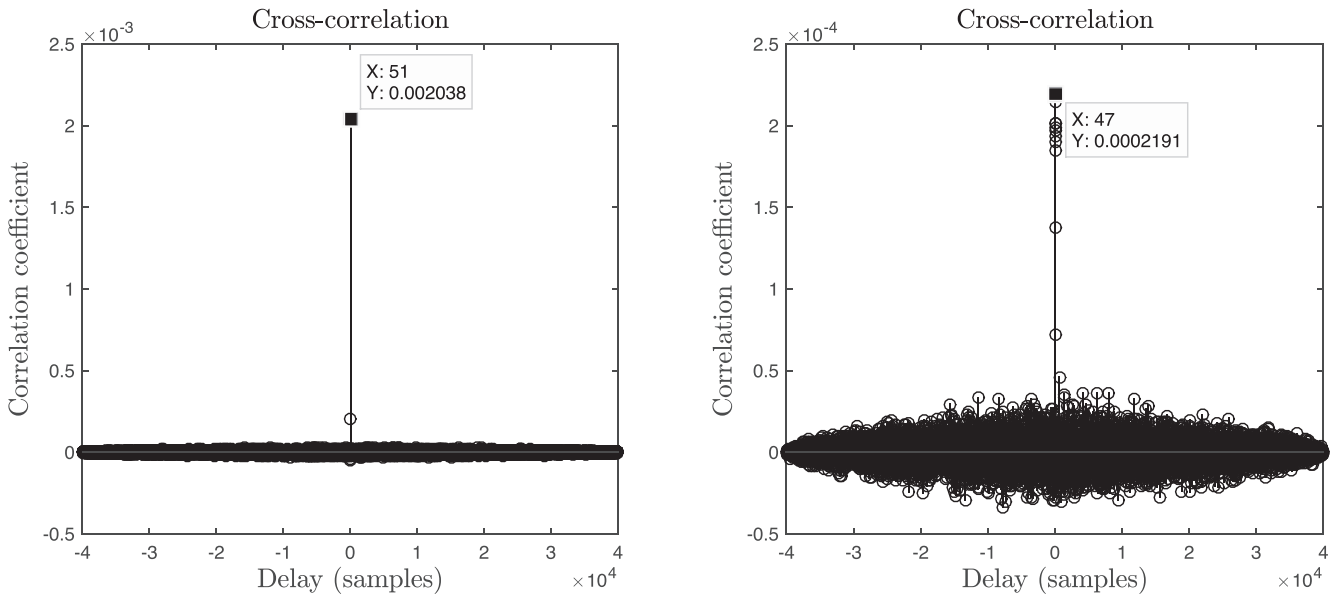 Cross-correlation
×10⁻³
2.5
2
1.5
1
0.5
0
-0.5
Correlation coefficient
X: 51
Y: 0.002038
-4 -3 -2 -1 0 1 2 3 4
Delay (samples)
×10⁴
Cross-correlation
×10⁻⁴
2.5
2
1.5
1
0.5
0
-0.5
Correlation coefficient
X: 47
Y: 0.0002191
-4 -3 -2 -1 0 1 2 3 4
Delay (samples)
×10⁴